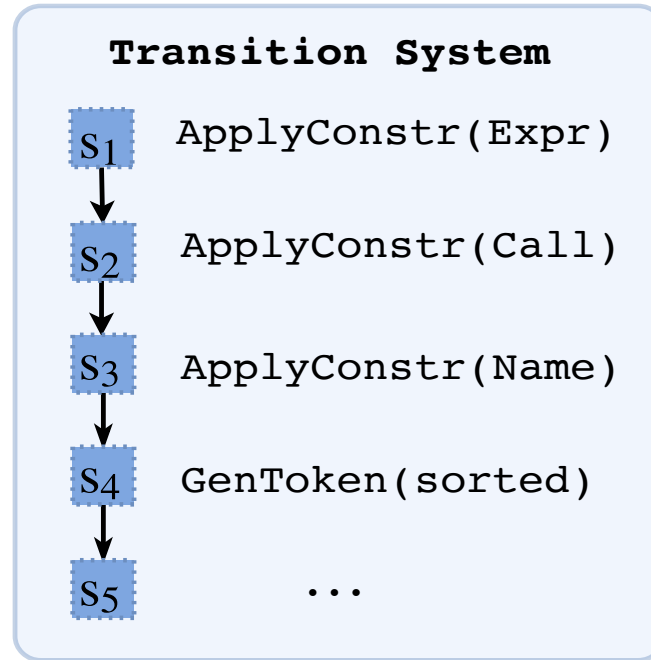 Transition System
s1 ApplyConstr(Expr)
s2 ApplyConstr(Call)
s3 ApplyConstr(Name)
s4 GenToken(sorted)
s5 ...